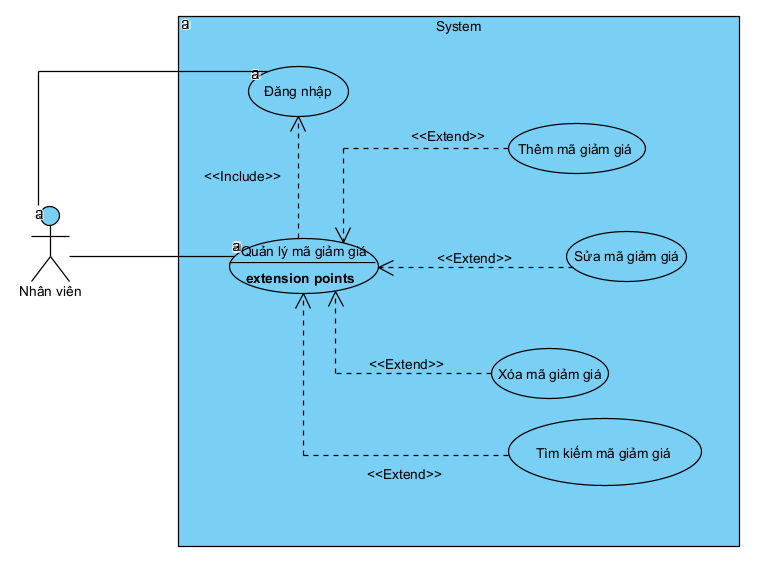 a
System
a
Đăng nhập
<<Extend>>
Thêm mã giảm giá
<<Include>>
a
Nhân viên
a
Quản lý mã giảm giá
extension points
<<Extend>>
Sửa mã giảm giá
<<Extend>>
Xóa mã giảm giá
Tìm kiếm mã giảm giá
<<Extend>>